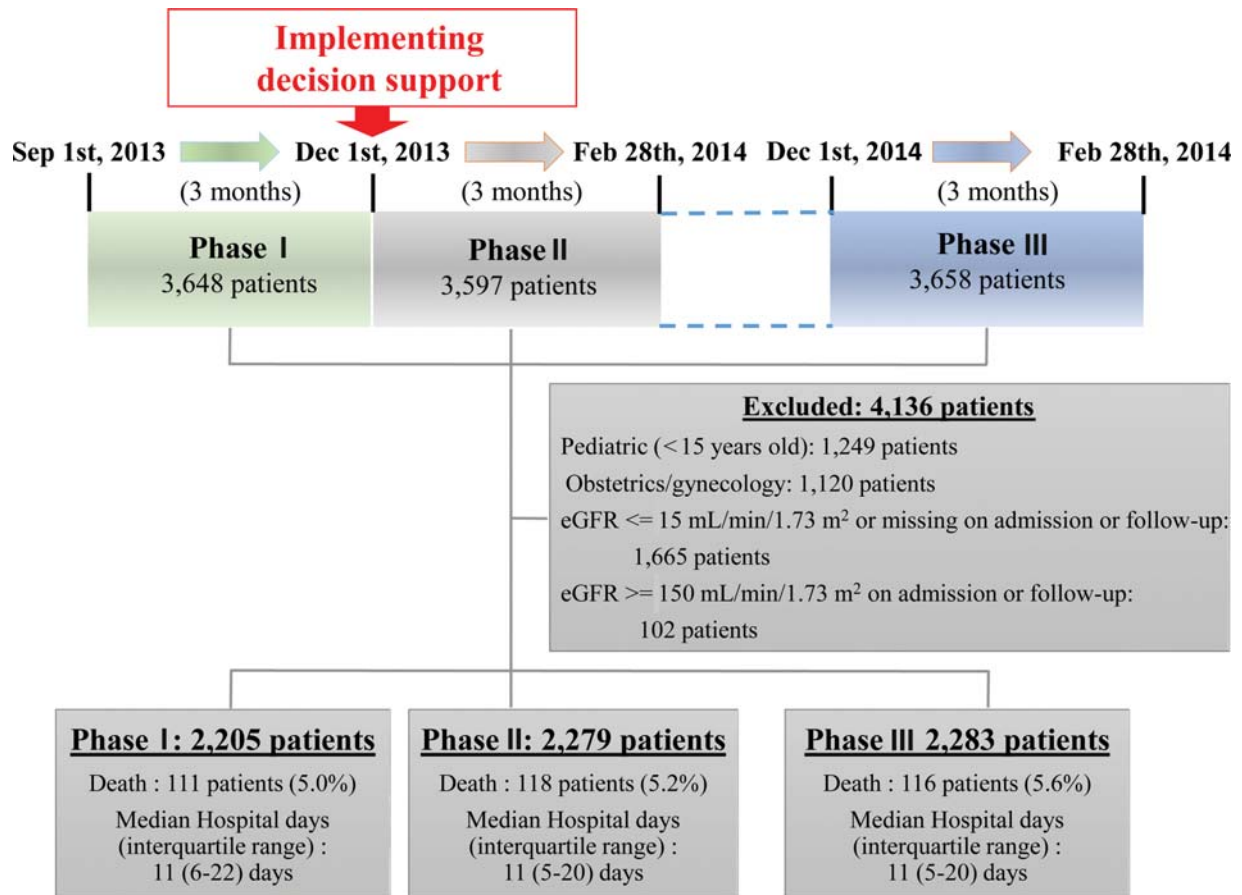 Implementing
decision support
Sep 1st, 2013 Dec 1st, 2013 Feb 28th, 2014 Dec 1st, 2014 Feb 28th, 2014
(3 months) (3 months) (3 months)
Phase Ⅰ
3,648 patients
Phase Ⅱ
3,597 patients
Phase Ⅲ
3,658 patients
Excluded: 4,136 patients
Pediatric (<15 years old): 1,249 patients
Obstetrics/gynecology: 1,120 patients
eGFR <= 15 mL/min/1.73 m² or missing on admission or follow-up:
1,665 patients
eGFR >= 150 mL/min/1.73 m² on admission or follow-up:
102 patients
Phase Ⅰ: 2,205 patients
Death : 111 patients (5.0%)
Median Hospital days
(interquartile range) :
11 (6-22) days
Phase Ⅱ: 2,279 patients
Death : 118 patients (5.2%)
Median Hospital days
(interquartile range) :
11 (5-20) days
Phase Ⅲ 2,283 patients
Death : 116 patients (5.6%)
Median Hospital days
(interquartile range) :
11 (5-20) days